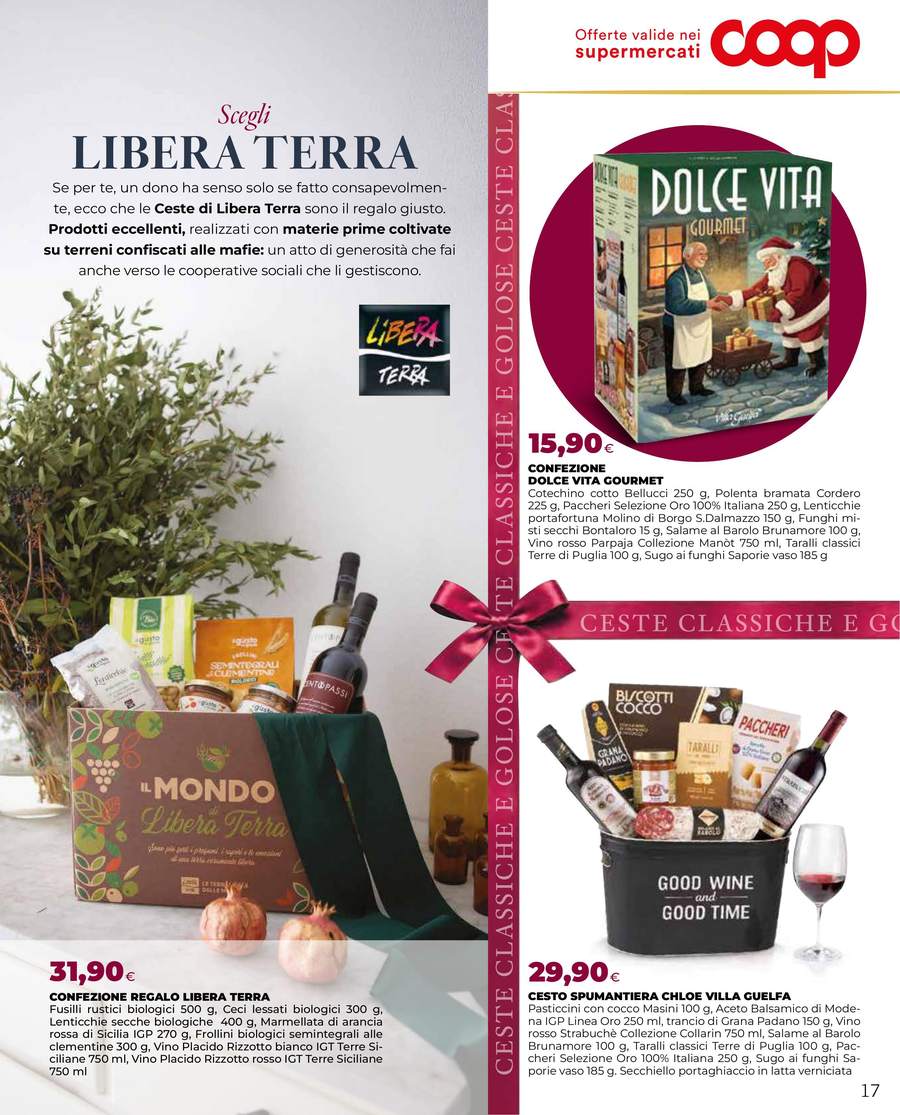 Offerte valide nei
supermercati
coop
Scegli
LIBERA TERRA
Se per te, un dono ha senso solo se fatto consapevolmen-
te, ecco che le Ceste di Libera Terra sono il regalo giusto.
Prodotti eccellenti, realizzati con materie prime coltivate
su terreni confiscati alle mafie: un atto di generosità che fai
anche verso le cooperative sociali che li gestiscono.
LIBERA
TERRA
IL MONDO
di
Libera Terra
CENTOPASSI
SEMINTEGRALI
CLEMENTINE
31,90€
CONFEZIONE REGALO LIBERA TERRA
Fusilli rustici biologici 500 g, Ceci lessati biologici 300 g,
Lenticchie secche biologiche 400 g, Marmellata di arancia
rossa di Sicilia IGP 270 g, Frollini biologici semintegrali alle
clementine 300 g, Vino Placido Rizzotto bianco IGT Terre Si-
ciliane 750 ml, Vino Placido Rizzotto rosso IGT Terre Siciliane
750 ml
CESTE CLASSICHE E GOLOSE CESTE CLASSICHE E GOLOSE CESTE CLAS
DOLCE VITA
GOURMET
Villa Guelfa
15,90€
CONFEZIONE
DOLCE VITA GOURMET
Cotechino cotto Bellucci 250 g, Polenta bramata Cordero
225 g, Paccheri Selezione Oro 100% Italiana 250 g, Lenticchie
portafortuna Molino di Borgo S.Dalmazzo 150 g, Funghi mi-
sti secchi Bontaloro 15 g, Salame al Barolo Brunamore 100 g,
Vino rosso Parpaja Collezione Manòt 750 ml, Taralli classici
Terre di Puglia 100 g, Sugo ai funghi Saporie vaso 185 g
CESTE CLASSICHE E GO
BISCOTTI
COCCO
GRANA
PADANO
TARALLI
PACCHERI
GOOD WINE
and
GOOD TIME
29,90€
CESTO SPUMANTIERA CHLOE VILLA GUELFA
Pasticcini con cocco Masini 100 g, Aceto Balsamico di Mode-
na IGP Linea Oro 250 ml, trancio di Grana Padano 150 g, Vino
rosso Strabuchè Collezione Collarin 750 ml, Salame al Barolo
Brunamore 100 g, Taralli classici Terre di Puglia 100 g, Pac-
cheri Selezione Oro 100% Italiana 250 g, Sugo ai funghi Sa-
porie vaso 185 g. Secchiello portaghiaccio in latta verniciata
17